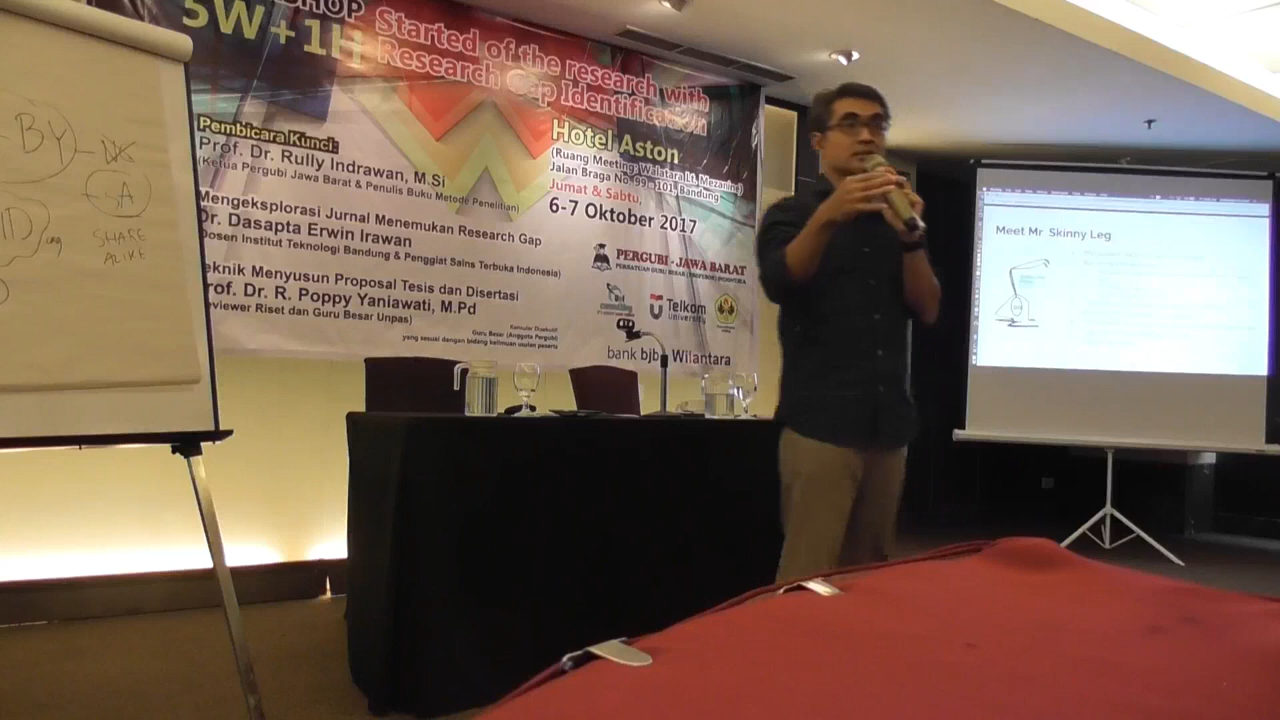 BY
SA
SHARE
ALIKE
5W+1H
Started of the research with
Research Gap Identification
Pembicara Kunci:
Prof. Dr. Rully Indrawan, M.Si
(Ketua Pergubi Jawa Barat & Penulis Buku Metode Penelitian)
Mengeksplorasi Jurnal Menemukan Research Gap
Dr. Dasapta Erwin Irawan
Dosen Institut Teknologi Bandung & Penggiat Sains Terbuka Indonesia)
eknik Menyusun Proposal Tesis dan Disertasi
Prof. Dr. R. Poppy Yaniawati, M.Pd
eviewer Riset dan Guru Besar Unpas)
Guru Besar (Anggota Pergubi)
yang sesuai dengan bidang keilmuan usulan peserta
Hotel Aston
(Ruang Meeting: Walatara Lt. Mezanine)
Jalan Braga No. 99-101, Bandung
Jumat & Sabtu,
6-7 Oktober 2017
PERGUBI - JAWA BARAT
Telkom
University
bank bjb
Wilantara
Meet Mr. Skinny Leg